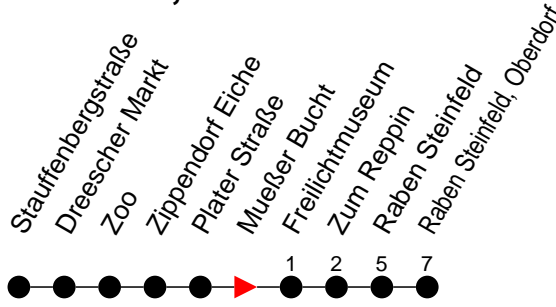 Stauffenbergstraße
Dreescher Markt
Zoo
Zippendorf Eiche
Plater Straße
Mueßer Bucht
Freilichtmuseum
Zum Reppin
Raben Steinfeld
Raben Steinfeld, Oberdorf
1 2 5 7